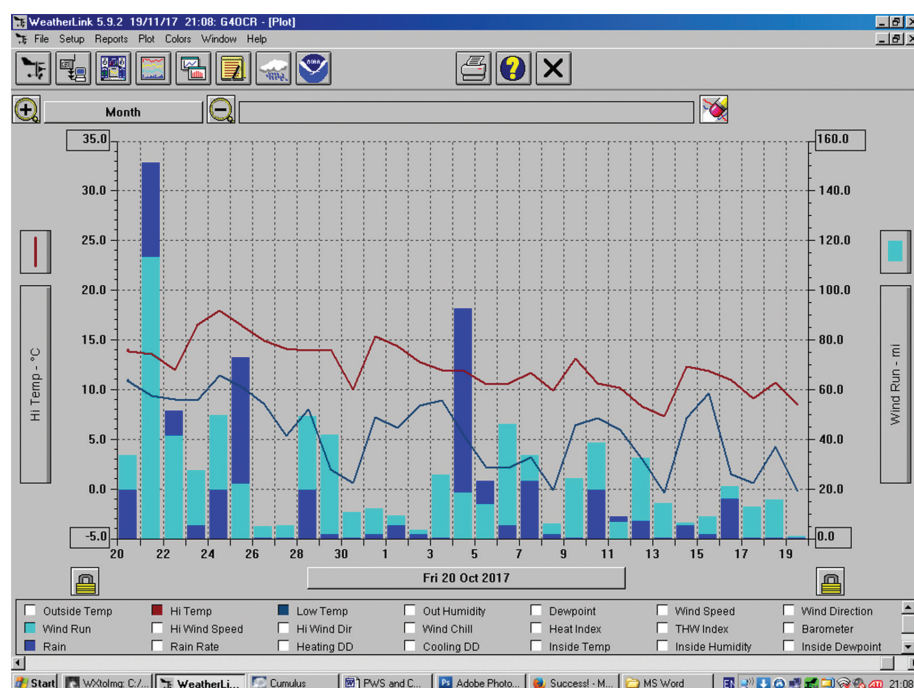 WeatherLink 5.9.2 19/11/17 21:08: G4OCR - [Plot]
File Setup Reports Plot Colors Window Help
Month
35.0 160.0
30.0 140.0
25.0 120.0
20.0 100.0
15.0 80.0
10.0 60.0
5.0 40.0
0.0 20.0
-5.0 0.0
Hi Temp - °C
Wind Run - mi
20 22 24 26 28 30 1 3 5 7 9 11 13 15 17 19
Fri 20 Oct 2017
Outside Temp Hi Temp Low Temp Out Humidity Dewpoint Wind Speed Wind Direction
Wind Run Hi Wind Speed Hi Wind Dir Wind Chill Heat Index THW Index Barometer
Rain Rain Rate Heating DD Cooling DD Inside Temp Inside Humidity Inside Dewpoint
Start WXtoImg: C:/... WeatherLi... Cumulus PWS and C... Adobe Photo... Success! - M... MS Word EN 21:08